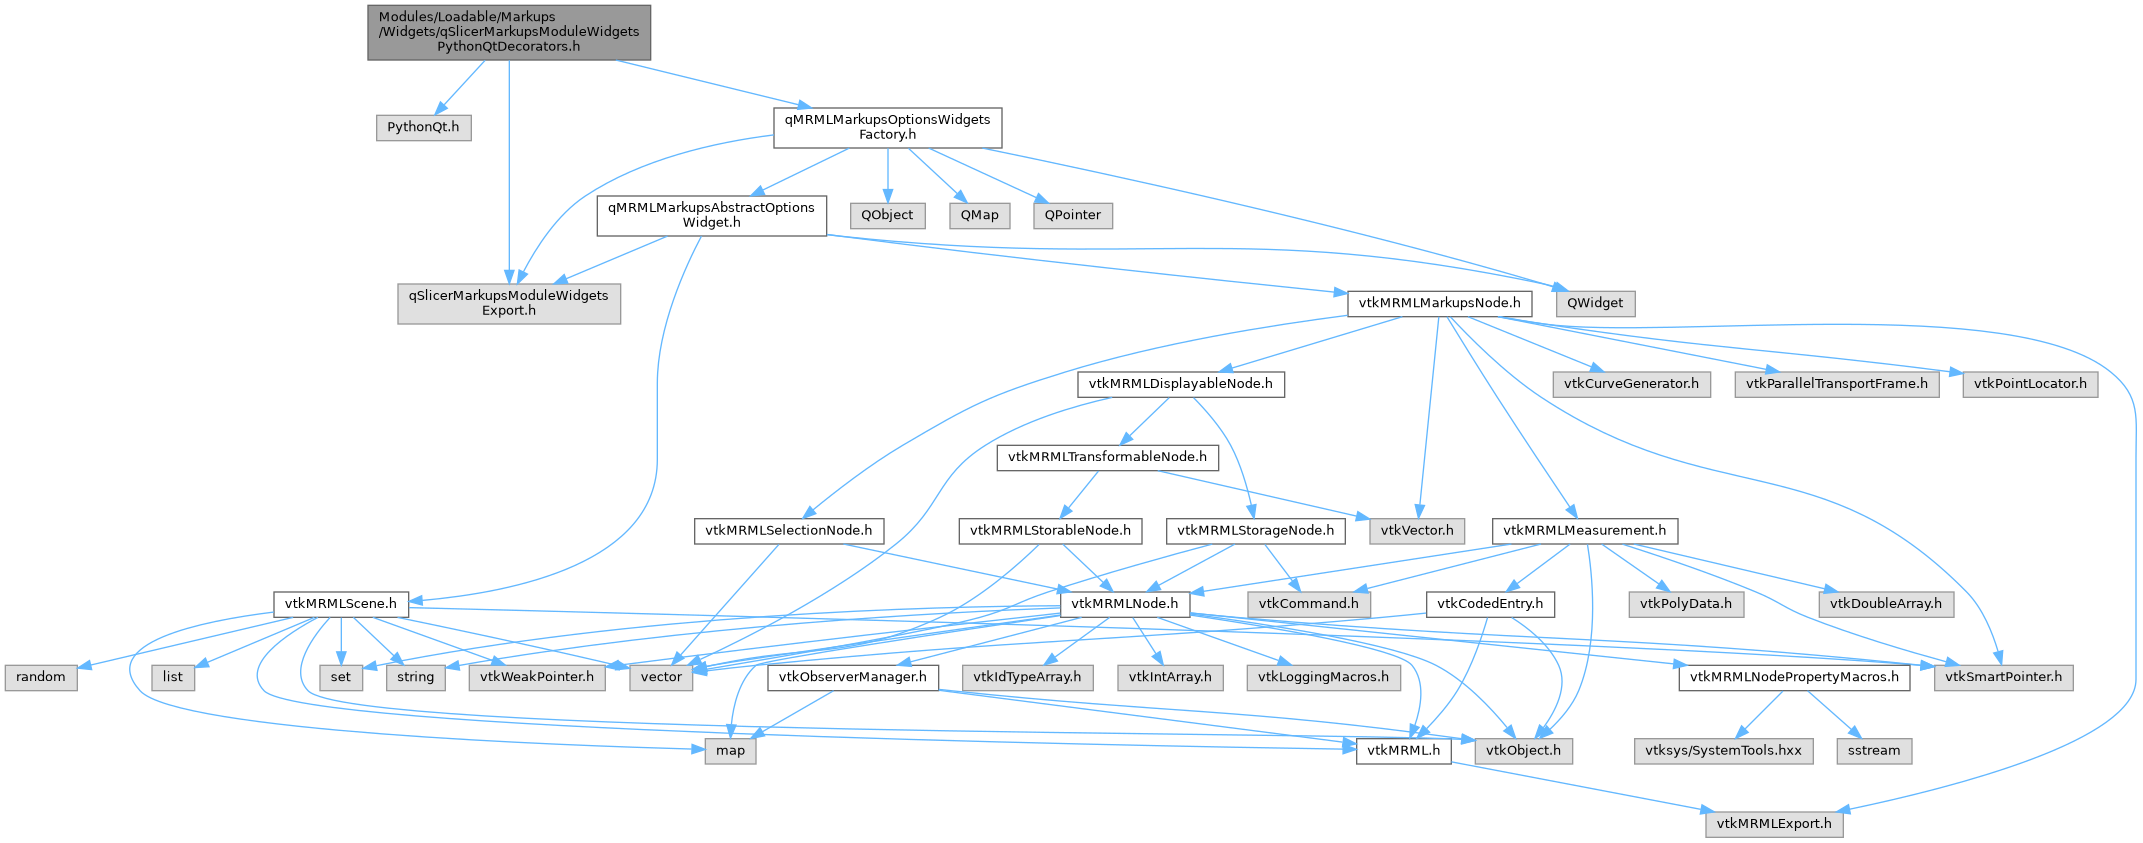 Modules/Loadable/Markups
/Widgets/qSlicerMarkupsModuleWidgets
PythonQtDecorators.h
PythonQt.h
qMRMLMarkupsOptionsWidgets
Factory.h
qMRMLMarkupsAbstractOptions
Widget.h
QObject
QMap
QPointer
qSlicerMarkupsModuleWidgets
Export.h
vtkMRMLMarkupsNode.h
QWidget
vtkMRMLDisplayableNode.h
vtkCurveGenerator.h
vtkParallelTransportFrame.h
vtkPointLocator.h
vtkMRMLTransformableNode.h
vtkMRMLSelectionNode.h
vtkMRMLStorableNode.h
vtkMRMLStorageNode.h
vtkVector.h
vtkMRMLMeasurement.h
vtkMRMLScene.h
vtkMRMLNode.h
vtkCommand.h
vtkCodedEntry.h
vtkPolyData.h
vtkDoubleArray.h
random
list
set
string
vtkWeakPointer.h
vector
vtkObserverManager.h
vtkIdTypeArray.h
vtkIntArray.h
vtkLoggingMacros.h
vtkMRMLNodePropertyMacros.h
vtkSmartPointer.h
map
vtkMRML.h
vtkObject.h
vtksys/SystemTools.hxx
sstream
vtkMRMLExport.h